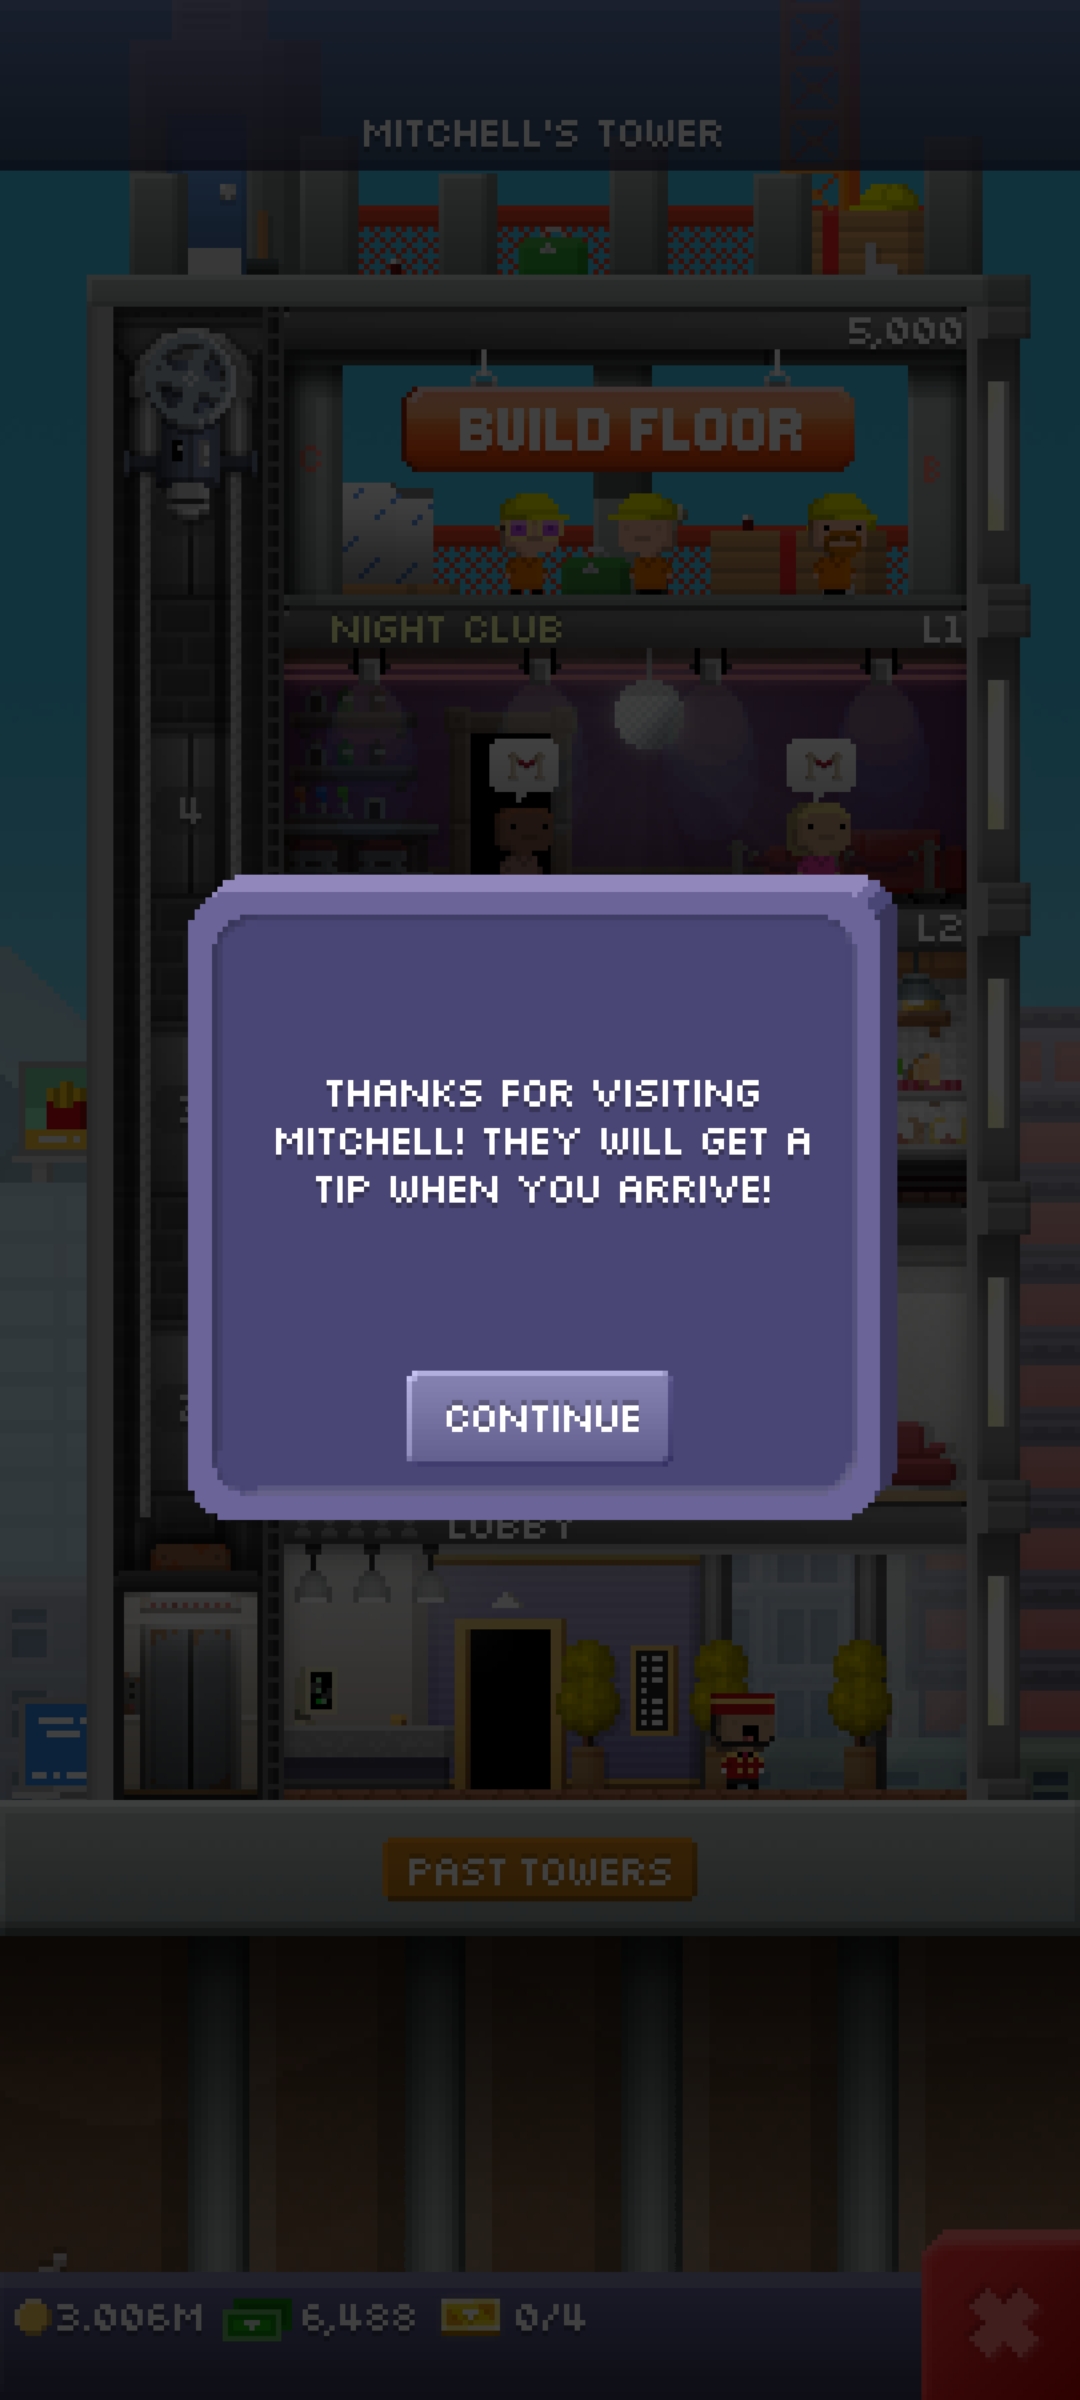 MITCHELL'S TOWER
5,000
BUILD FLOOR
C
B
NIGHT CLUB
L1
M
M
4
L2
THANKS FOR VISITING
MITCHELL! THEY WILL GET A
TIP WHEN YOU ARRIVE!
CONTINUE
LOBBY
PAST TOWERS
3.006M
6,488
0/4